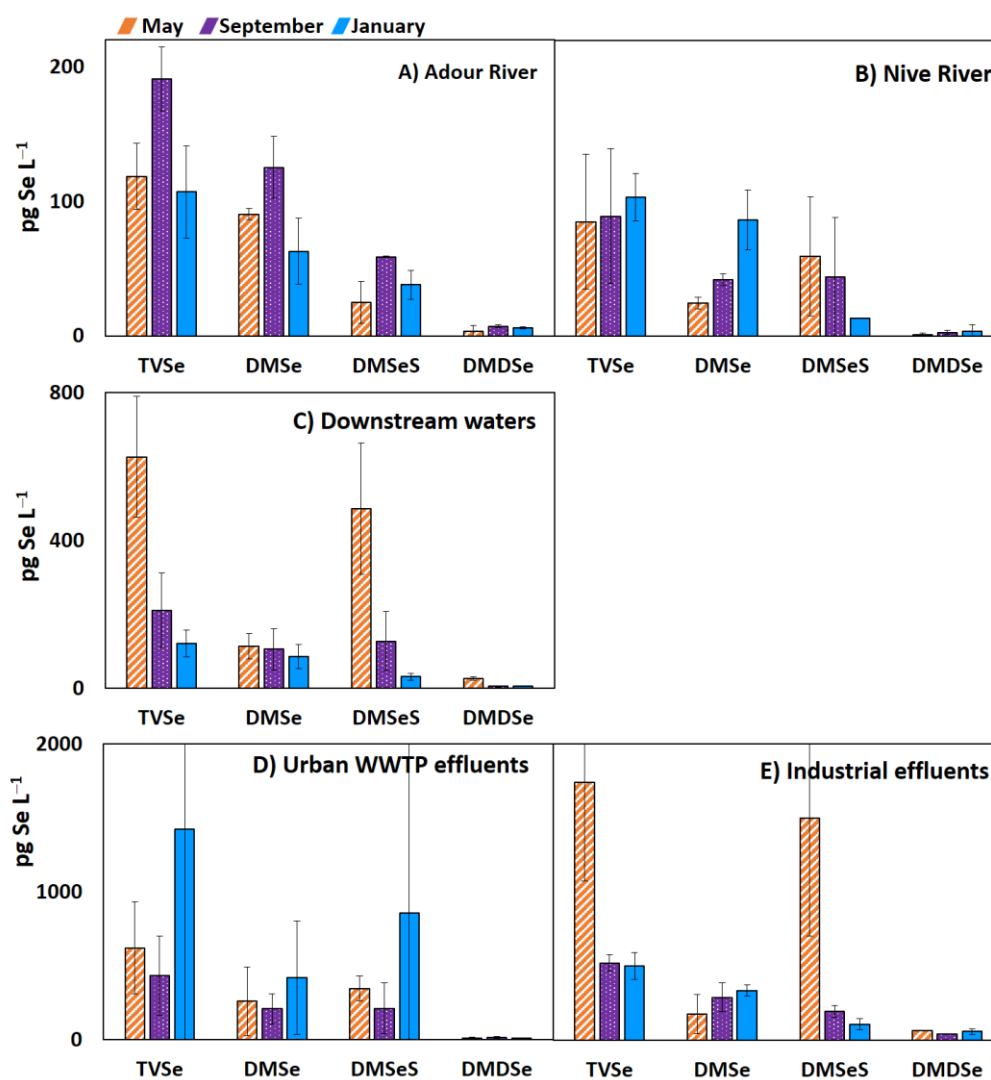 May September January
200
A) Adour River
B) Nive River
pg Se L⁻¹
100
0
TVSe DMSe DMSeS DMDSe TVSe DMSe DMSeS DMDSe
800
C) Downstream waters
pg Se L⁻¹
400
0
TVSe DMSe DMSeS DMDSe
2000
D) Urban WWTP effluents
E) Industrial effluents
pg Se L⁻¹
1000
0
TVSe DMSe DMSeS DMDSe TVSe DMSe DMSeS DMDSe